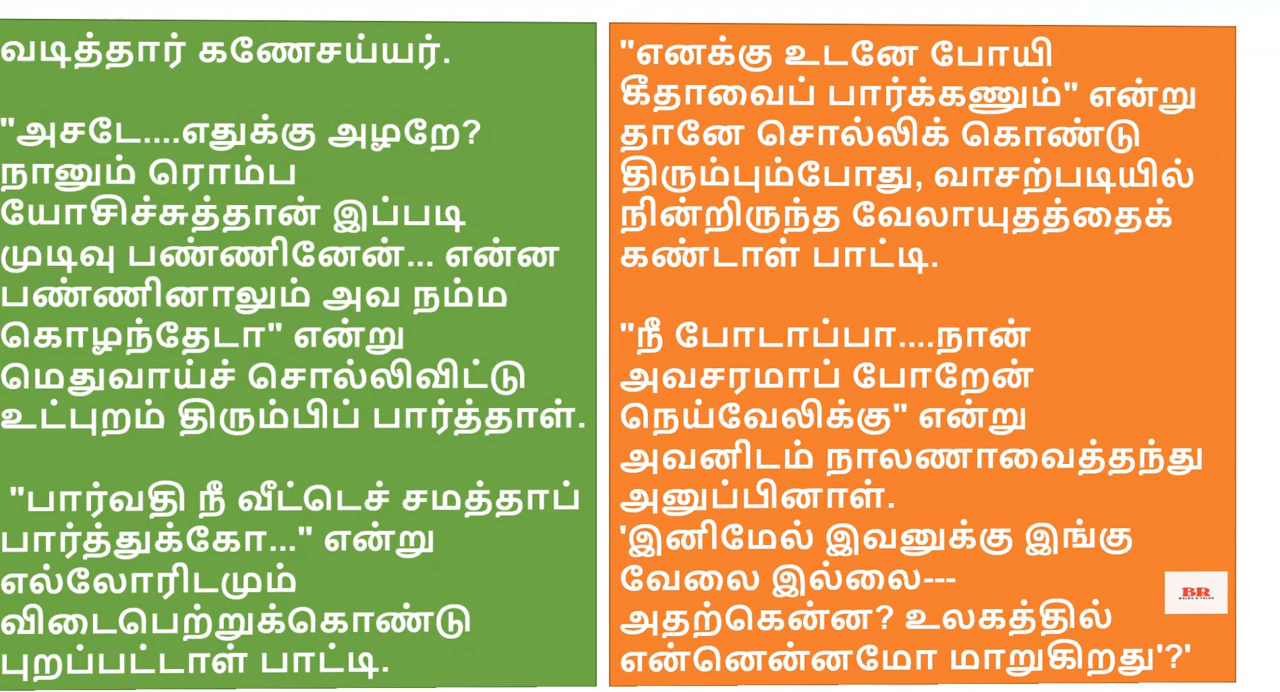 வடித்தார் கணேசய்யர்.
"அசடே....எதுக்கு அழறே?
நானும் ரொம்ப
யோசிச்சுத்தான் இப்படி
முடிவு பண்ணினேன்... என்ன
பண்ணினாலும் அவ நம்ம
கொழந்தேடா" என்று
மெதுவாய்ச் சொல்லிவிட்டு
உட்புறம் திரும்பிப் பார்த்தாள்.
"பார்வதி நீ வீட்டெச் சமத்தாப்
பார்த்துக்கோ..." என்று
எல்லோரிடமும்
விடைபெற்றுக்கொண்டு
புறப்பட்டாள் பாட்டி.
"எனக்கு உடனே போயி
கீதாவைப் பார்க்கணும்" என்று
தானே சொல்லிக் கொண்டு
திரும்பும்போது, வாசற்படியில்
நின்றிருந்த வேலாயுதத்தைக்
கண்டாள் பாட்டி.
"நீ போடாப்பா....நான்
அவசரமாப் போறேன்
நெய்வேலிக்கு" என்று
அவனிடம் நாலணாவைத்தந்து
அனுப்பினாள்.
'இனிமேல் இவனுக்கு இங்கு
வேலை இல்லை---
அதற்கென்ன? உலகத்தில்
என்னென்னமோ மாறுகிறது'?'
BR